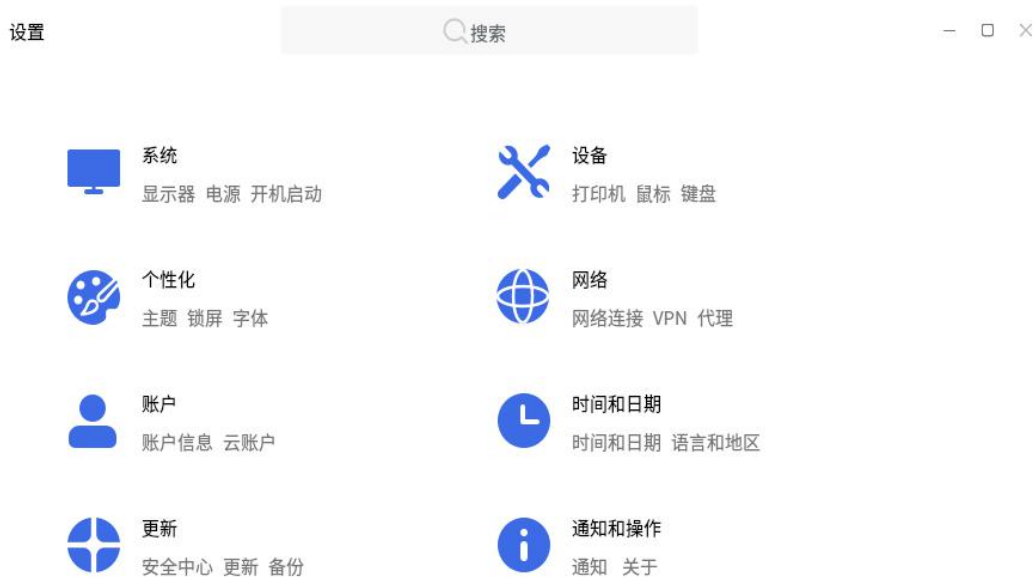 设置
搜索
系统
显示器 电源 开机启动
设备
打印机 鼠标 键盘
个性化
主题 锁屏 字体
网络
网络连接 VPN 代理
账户
账户信息 云账户
时间和日期
时间和日期 语言和地区
更新
安全中心 更新 备份
通知和操作
通知 关于